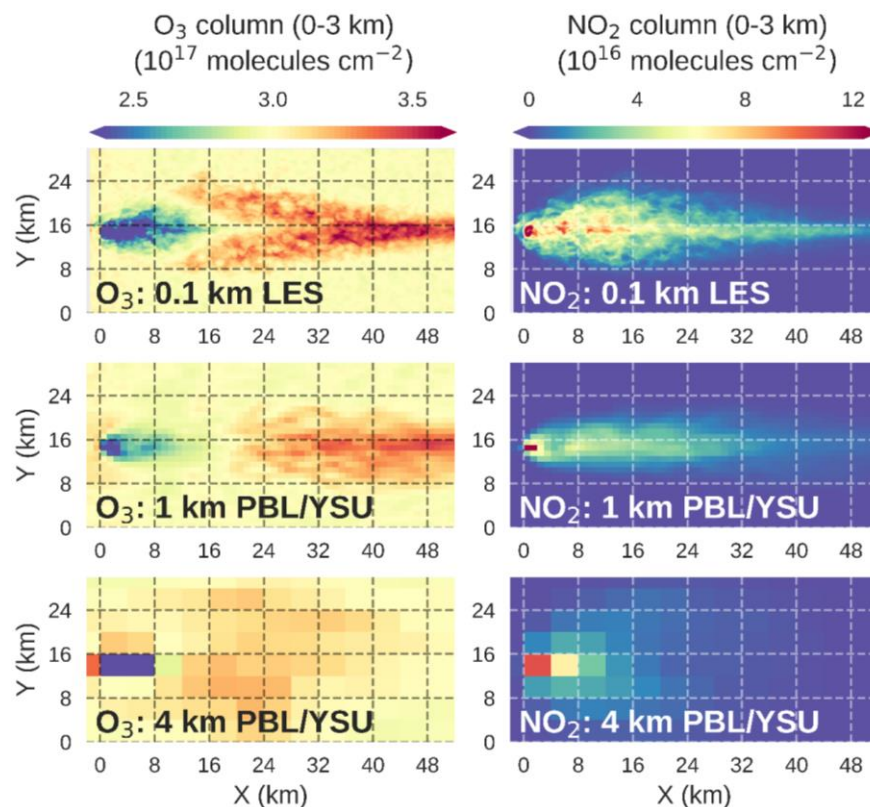 O₃ column (0-3 km)
(10¹⁷ molecules cm⁻²)
2.5 3.0 3.5
NO₂ column (0-3 km)
(10¹⁶ molecules cm⁻²)
0 4 8 12
Y (km)
24
16
8
0
O₃: 0.1 km LES
0 8 16 24 32 40 48
24
16
8
0
NO₂: 0.1 km LES
0 8 16 24 32 40 48
Y (km)
24
16
8
0
O₃: 1 km PBL/YSU
0 8 16 24 32 40 48
24
16
8
0
NO₂: 1 km PBL/YSU
0 8 16 24 32 40 48
Y (km)
24
16
8
0
O₃: 4 km PBL/YSU
0 8 16 24 32 40 48
X (km)
24
16
8
0
NO₂: 4 km PBL/YSU
0 8 16 24 32 40 48
X (km)